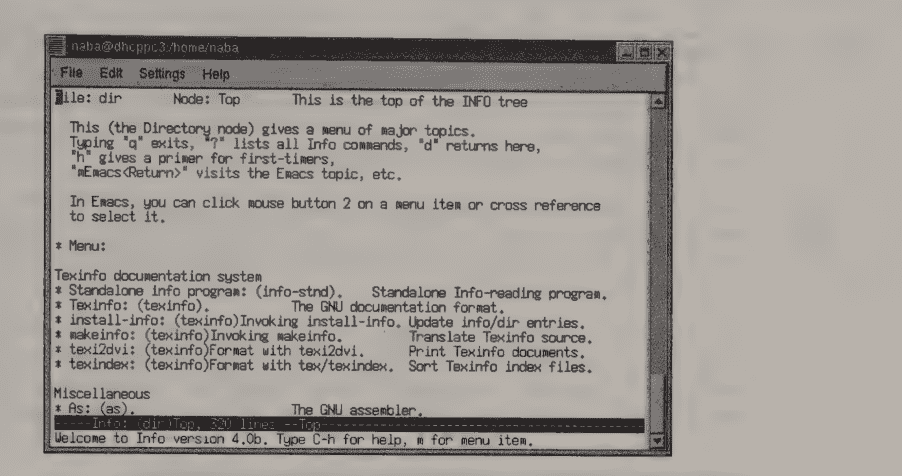 naba@dhcppc3:/home/naba
File Edit Settings Help
File: dir Node: Top This is the top of the INFO tree
This (the Directory node) gives a menu of major topics.
Typing "q" exits, "?" lists all Info commands, "d" returns here,
"h" gives a primer for first-timers,
"mEmacs<Return>" visits the Emacs topic, etc.
In Emacs, you can click mouse button 2 on a menu item or cross reference
to select it.
* Menu:
Texinfo documentation system
* Standalone info program: (info-stnd). Standalone Info-reading program.
* Texinfo: (texinfo). The GNU documentation format.
* install-info: (texinfo)Invoking install-info. Update info/dir entries.
* makeinfo: (texinfo)Invoking makeinfo. Translate Texinfo source.
* texi2dvi: (texinfo)Format with texi2dvi. Print Texinfo documents.
* texindex: (texinfo)Format with tex/texindex. Sort Texinfo index files.
Miscellaneous
* As: (as). The GNU assembler.
-----Info: (dir)Top, 320 lines --Top-----
Welcome to Info version 4.0b. Type C-h for help, m for menu item.